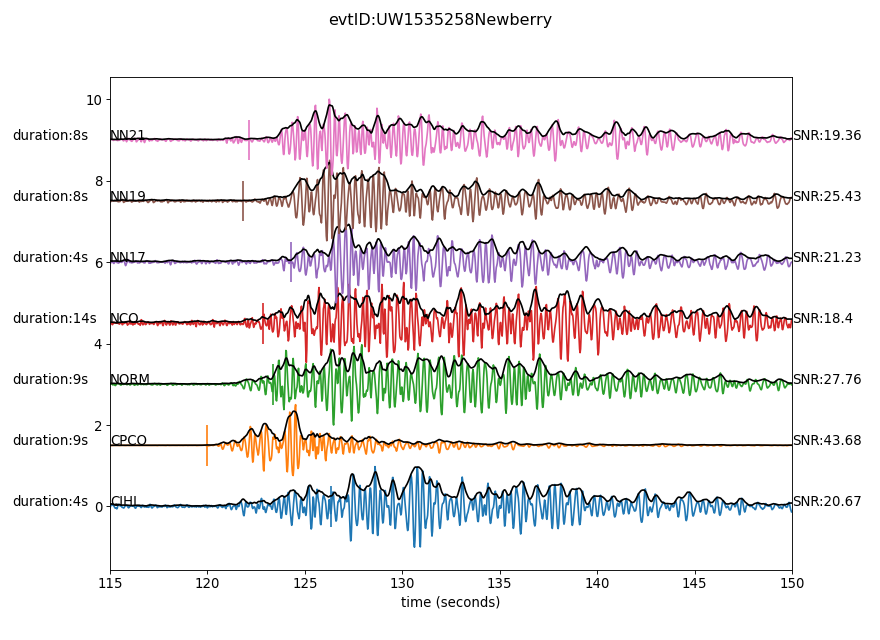 evtID:UW1535258Newberry
10
duration:8s NN21 SNR:19.36
8
duration:8s NN19 SNR:25.43
duration:4s NN17 SNR:21.23
6
duration:14s NCO SNR:18.4
4
duration:9s NORM SNR:27.76
2
duration:9s CPCO SNR:43.68
duration:4s CIHL SNR:20.67
0
115 120 125 130 135 140 145 150
time (seconds)